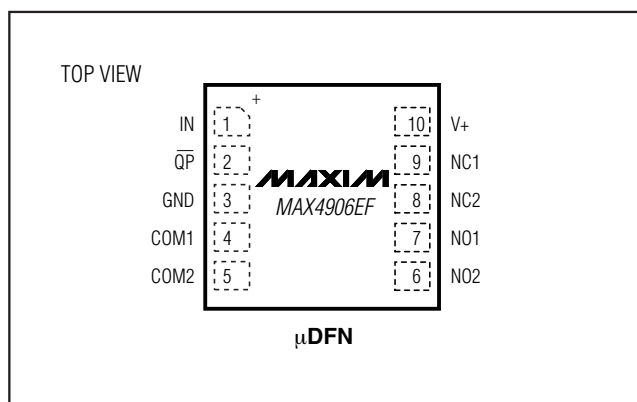 TOP VIEW
+
IN 1 10 V+
Q̅P̅ 2 9 NC1
MAXIM
GND 3 8 NC2
MAX4906EF
COM1 4 7 NO1
COM2 5 6 NO2
µDFN